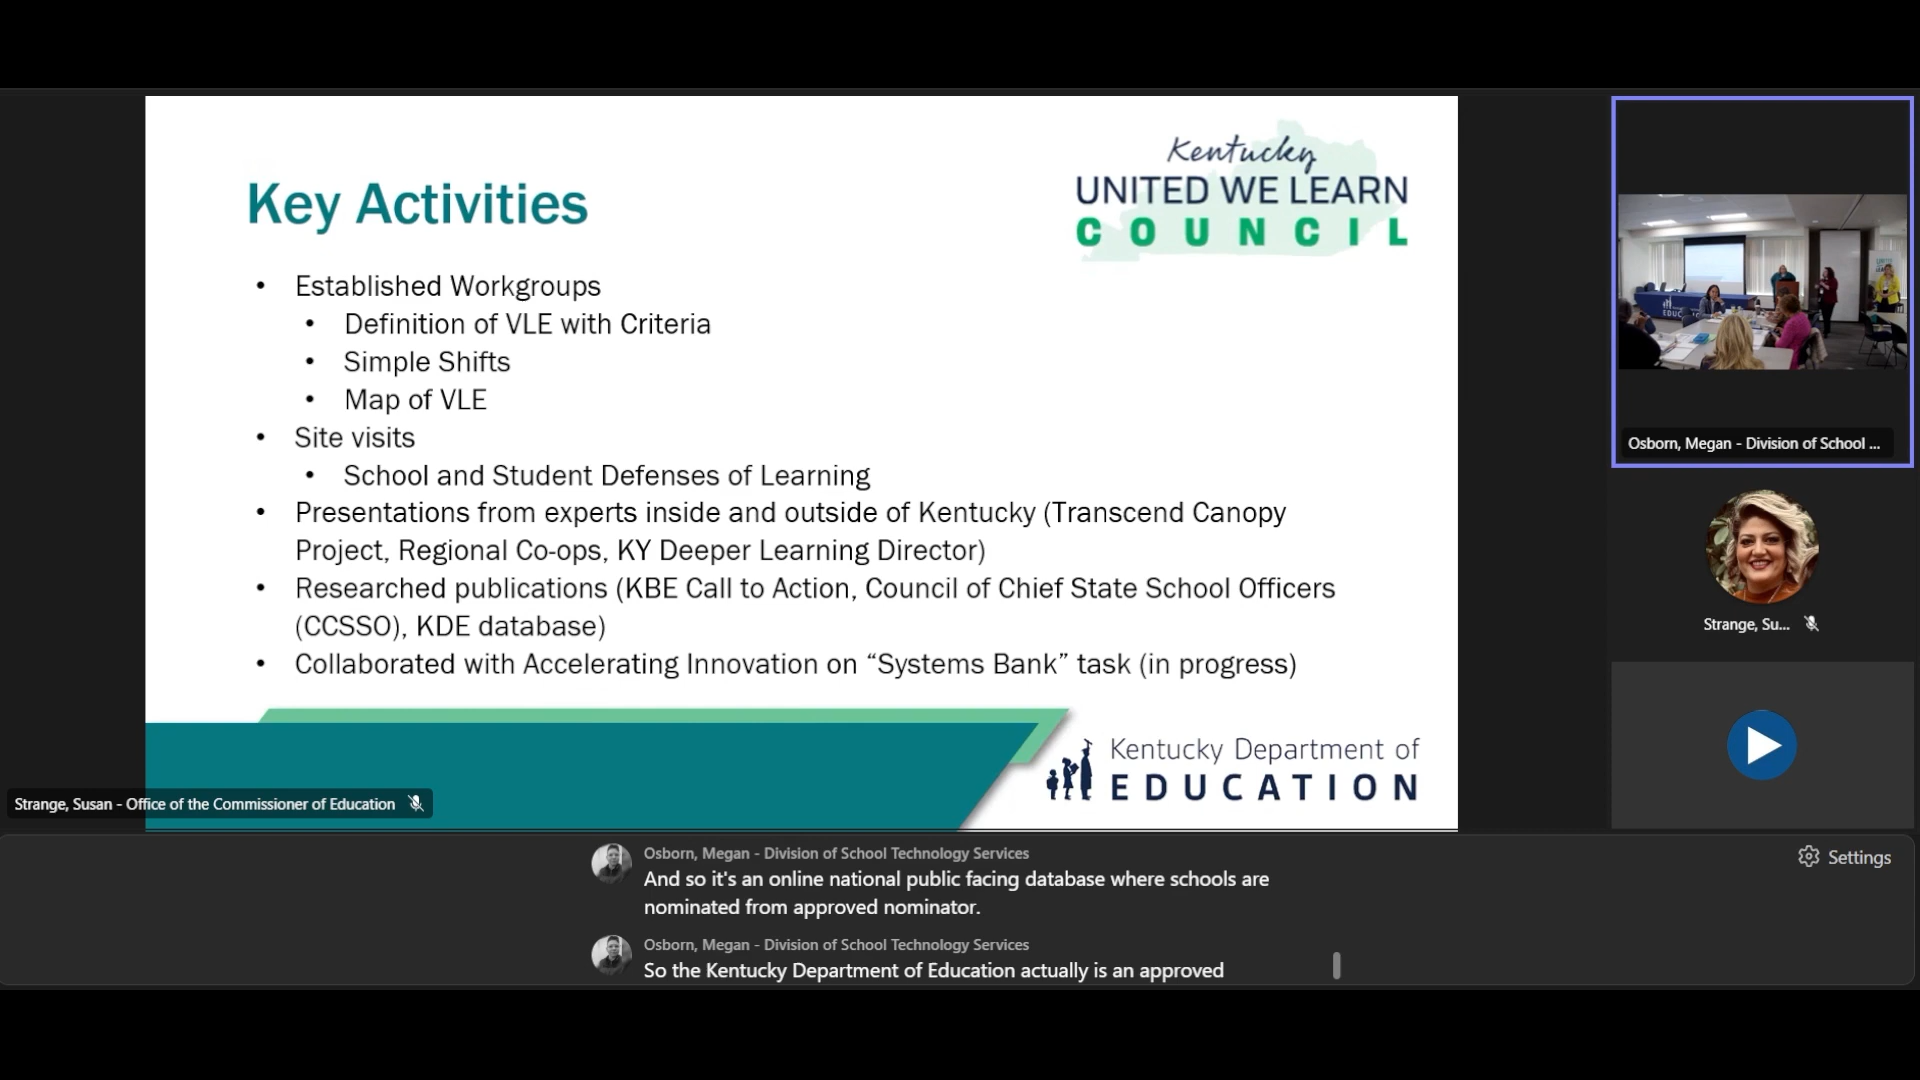 Kentucky
UNITED WE LEARN
COUNCIL
Key Activities
• Established Workgroups
• Definition of VLE with Criteria
• Simple Shifts
• Map of VLE
• Site visits
• School and Student Defenses of Learning
• Presentations from experts inside and outside of Kentucky (Transcend Canopy
Project, Regional Co-ops, KY Deeper Learning Director)
• Researched publications (KBE Call to Action, Council of Chief State School Officers
(CCSSO), KDE database)
• Collaborated with Accelerating Innovation on “Systems Bank” task (in progress)
Kentucky Department of
EDUCATION
Strange, Susan - Office of the Commissioner of Education
Osborn, Megan - Division of School ...
Strange, Su...
Osborn, Megan - Division of School Technology Services
And so it's an online national public facing database where schools are
nominated from approved nominator.
Osborn, Megan - Division of School Technology Services
So the Kentucky Department of Education actually is an approved
Settings